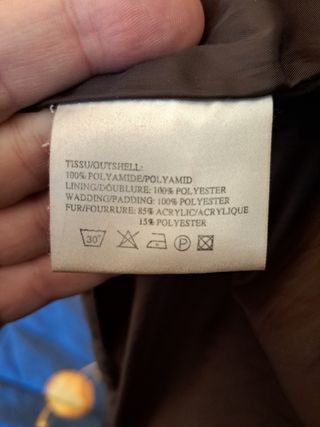 TISSU/OUTSHELL:
100% POLYAMIDE/POLYAMID
LINING/DOUBLURE: 100% POLYESTER
WADDING/PADDING: 100% POLYESTER
FUR/FOURRURE: 85% ACRYLIC/ACRYLIQUE
15% POLYESTER
30° P